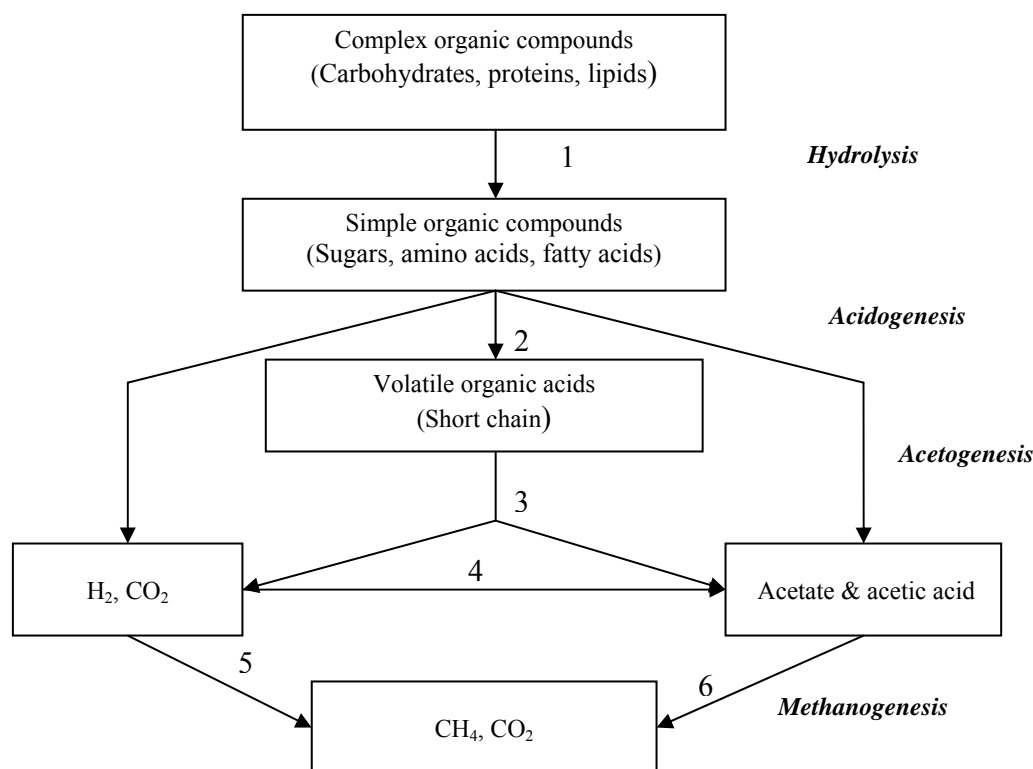 Complex organic compounds
(Carbohydrates, proteins, lipids)
1
Hydrolysis
Simple organic compounds
(Sugars, amino acids, fatty acids)
Acidogenesis
2
Volatile organic acids
(Short chain)
Acetogenesis
3
4
H₂, CO₂
Acetate & acetic acid
5
6
Methanogenesis
CH₄, CO₂